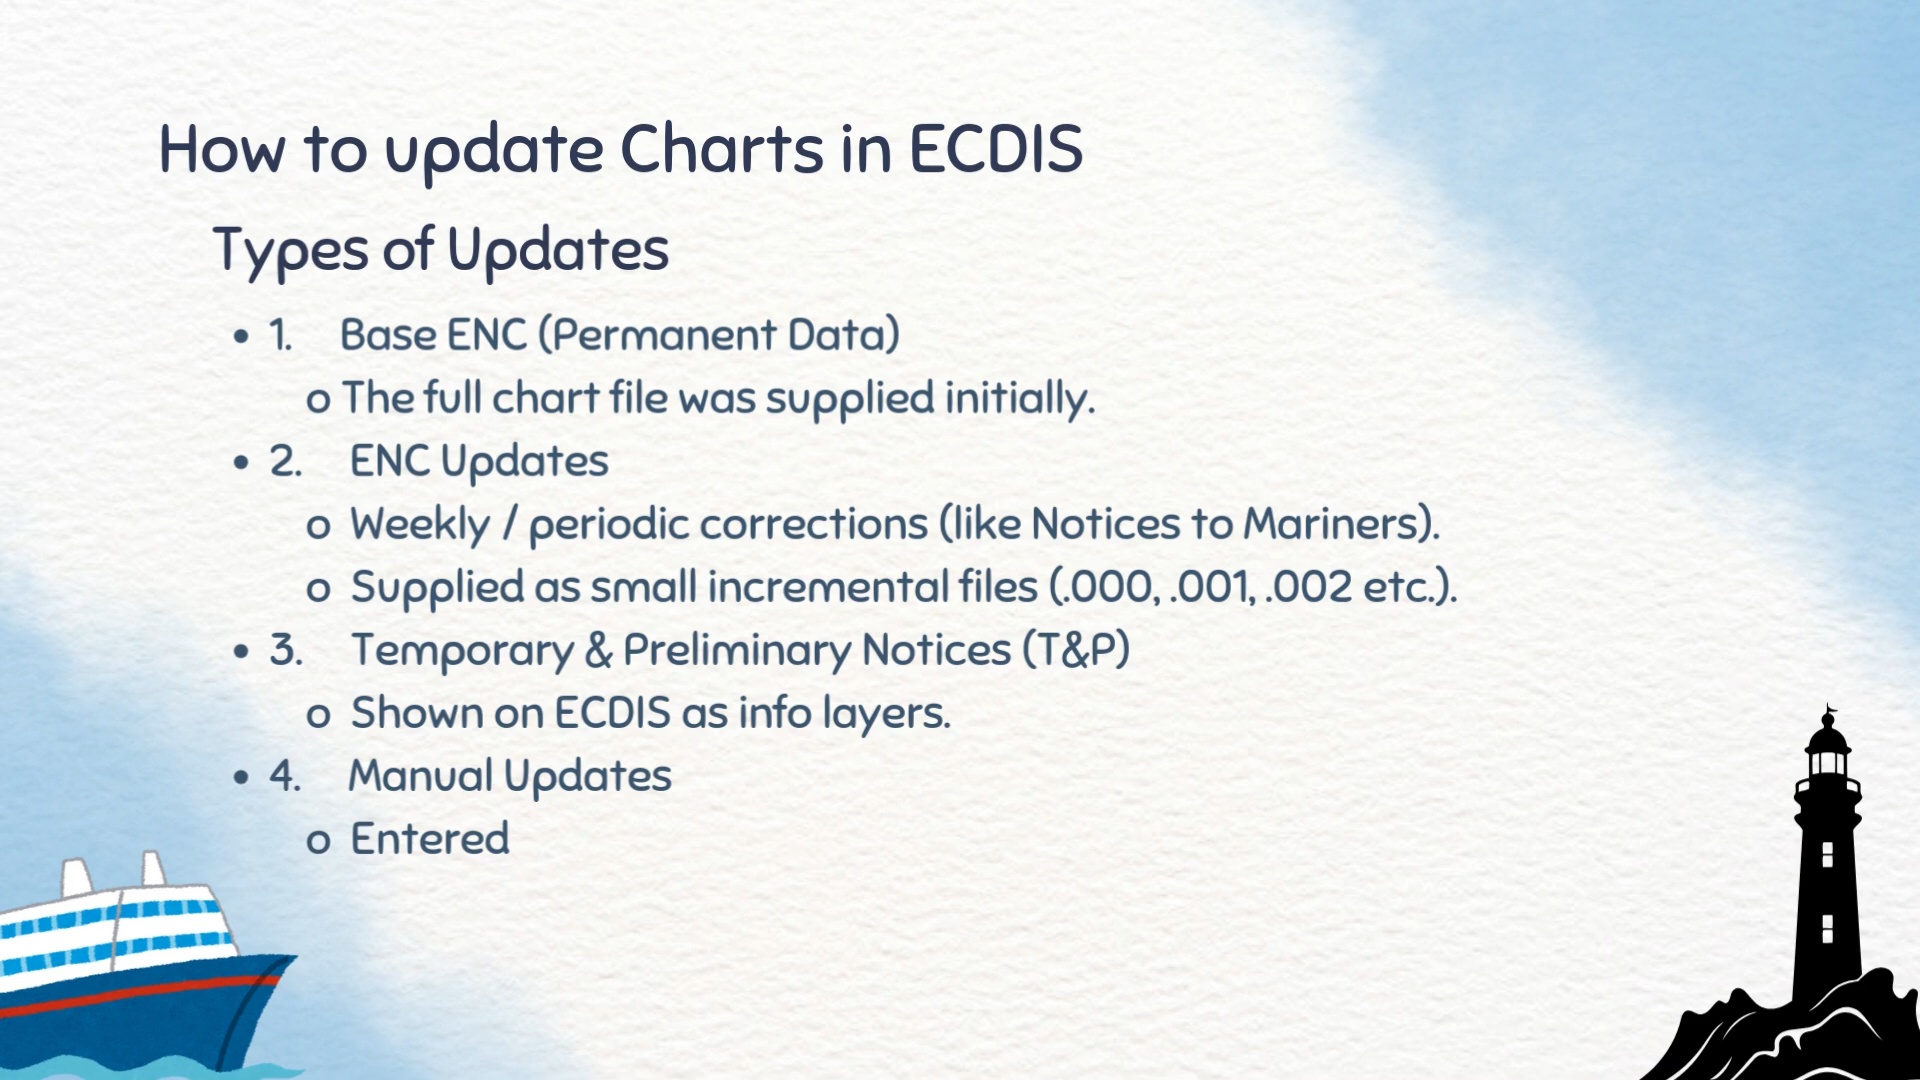 How to update Charts in ECDIS
Types of Updates
• 1. Base ENC (Permanent Data)
o The full chart file was supplied initially.
• 2. ENC Updates
o Weekly / periodic corrections (like Notices to Mariners).
o Supplied as small incremental files (.000, .001, .002 etc.).
• 3. Temporary & Preliminary Notices (T&P)
o Shown on ECDIS as info layers.
• 4. Manual Updates
o Entered